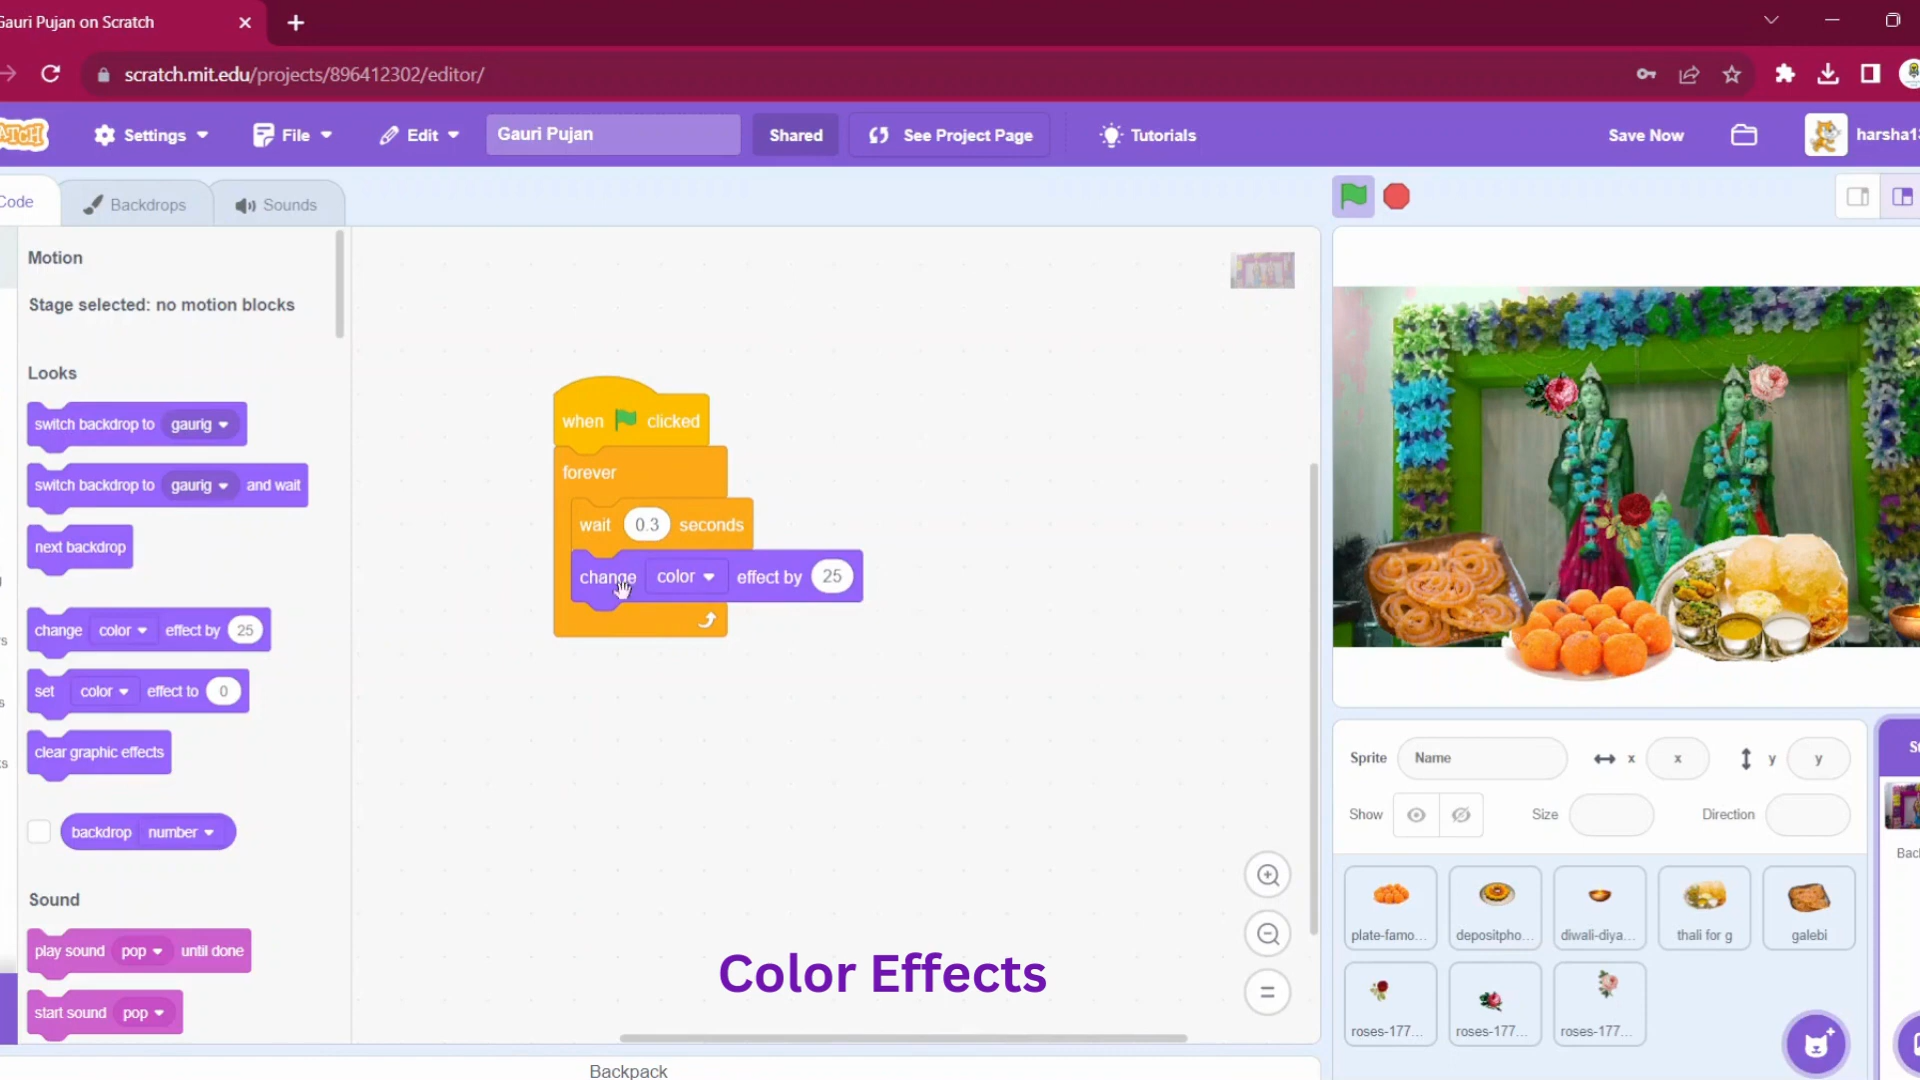 Gauri Pujan on Scratch
scratch.mit.edu/projects/896412302/editor/
Settings
File
Edit
Gauri Pujan
Shared
See Project Page
Tutorials
Save Now
harsha1
Code
Backdrops
Sounds
Motion
Stage selected: no motion blocks
Looks
switch backdrop to gaurig
switch backdrop to gaurig and wait
next backdrop
change color effect by 25
set color effect to 0
clear graphic effects
backdrop number
Sound
play sound pop until done
start sound pop
when clicked
forever
wait 0.3 seconds
change color effect by 25
Color Effects
Backpack
Sprite Name x x y y
Show Size Direction
plate-famo... depositpho... diwali-diya... thali for g galebi
roses-177... roses-177... roses-177...